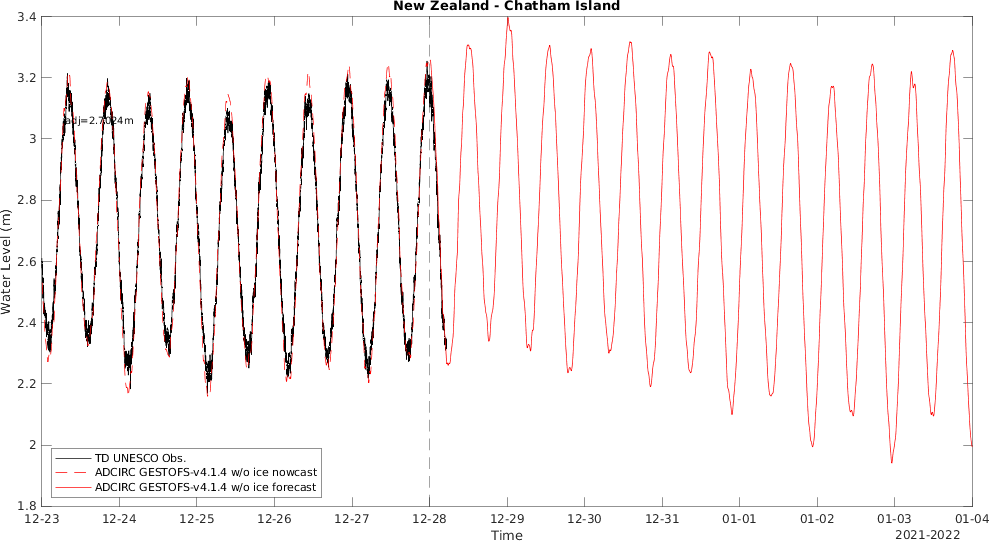 New Zealand - Chatham Island
3.4
3.2
3
2.8
2.6
2.4
2.2
2
1.8
Water Level (m)
adj=2.7024m
TD UNESCO Obs.
ADCIRC GESTOFS-v4.1.4 w/o ice nowcast
ADCIRC GESTOFS-v4.1.4 w/o ice forecast
12-23 12-24 12-25 12-26 12-27 12-28 12-29 12-30 12-31 01-01 01-02 01-03 01-04
Time
2021-2022